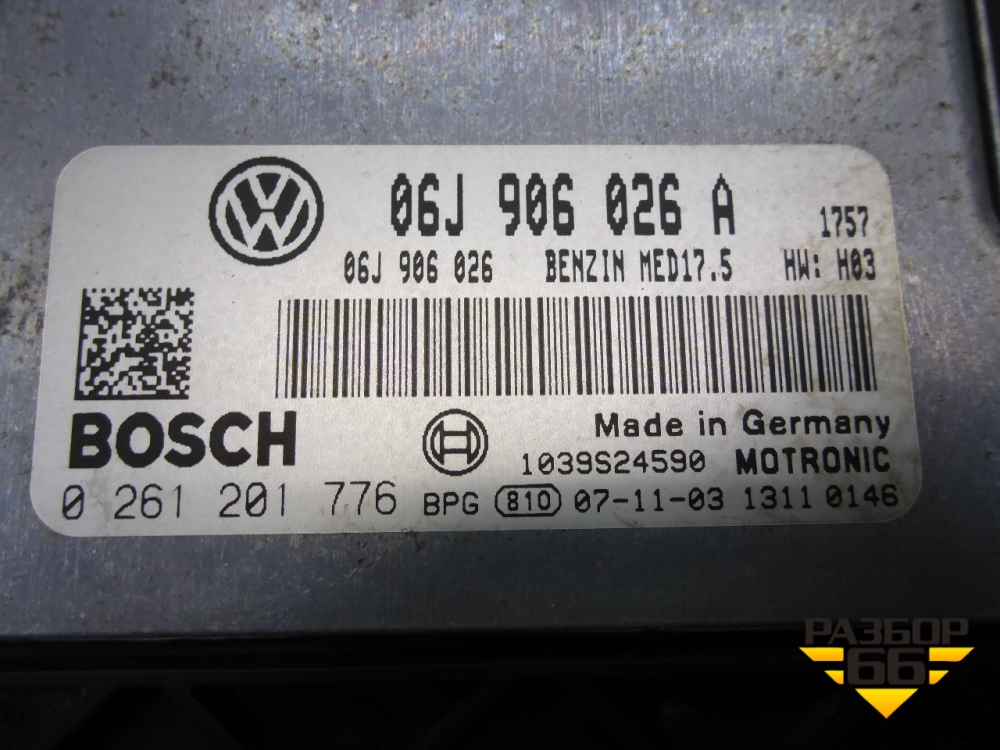 06J 906 026 A 1757
06J 906 026 BENZIN MED17.5 HW: H03
BOSCH
Made in Germany
1039S24590 MOTRONIC
0 261 201 776 BPG 810 07-11-03 1311 0146
РАЗБОР
66